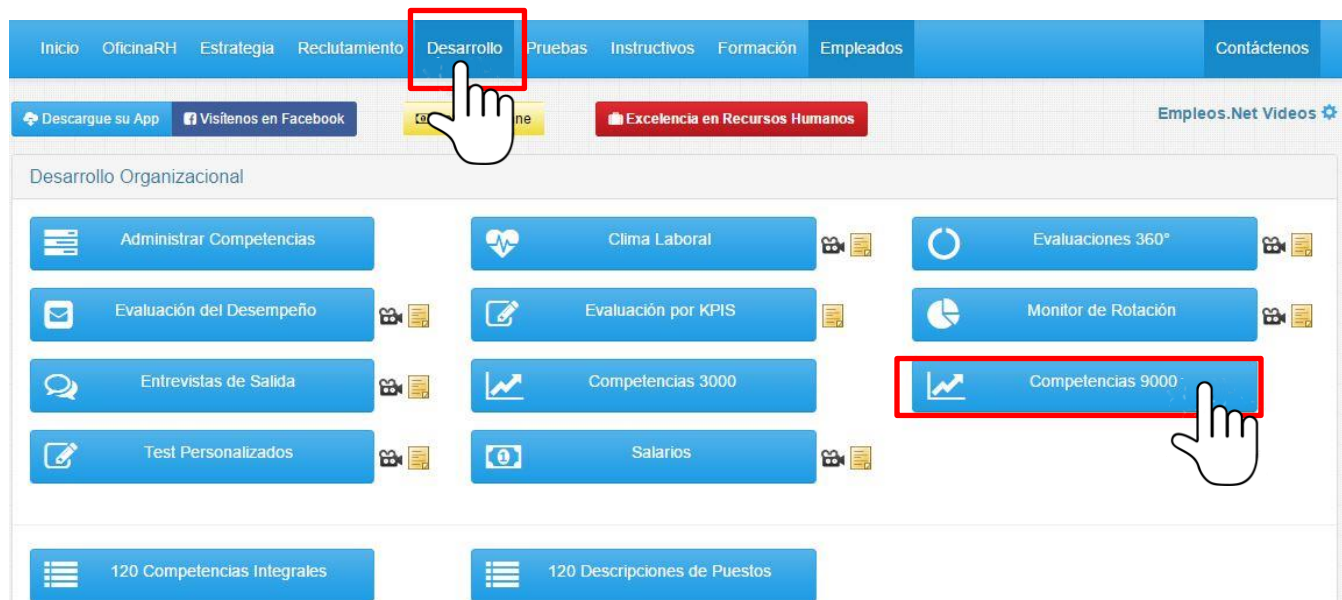 Inicio OficinaRH Estrategia Reclutamiento Desarrollo Pruebas Instructivos Formación Empleados Contáctenos
Descargue su App Visítenos en Facebook ne Excelencia en Recursos Humanos Empleos.Net Videos
Desarrollo Organizacional
Administrar Competencias Clima Laboral Evaluaciones 360°
Evaluación del Desempeño Evaluación por KPIS Monitor de Rotación
Entrevistas de Salida Competencias 3000 Competencias 9000
Test Personalizados Salarios
120 Competencias Integrales 120 Descripciones de Puestos